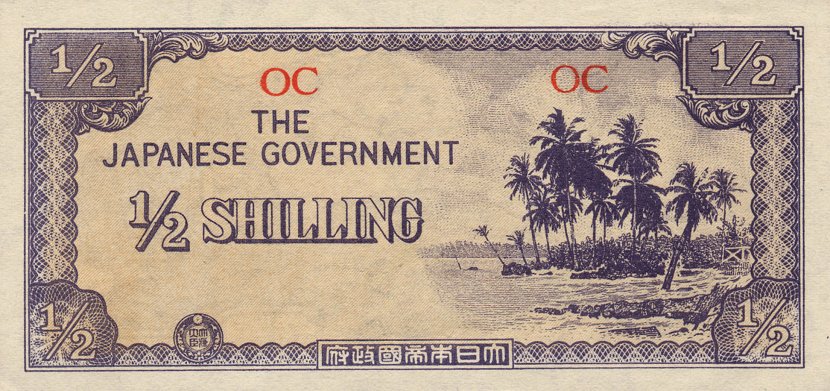 1/2
1/2
OC
OC
THE
JAPANESE GOVERNMENT
1/2 SHILLING
1/2
1/2
府政國帝本日大